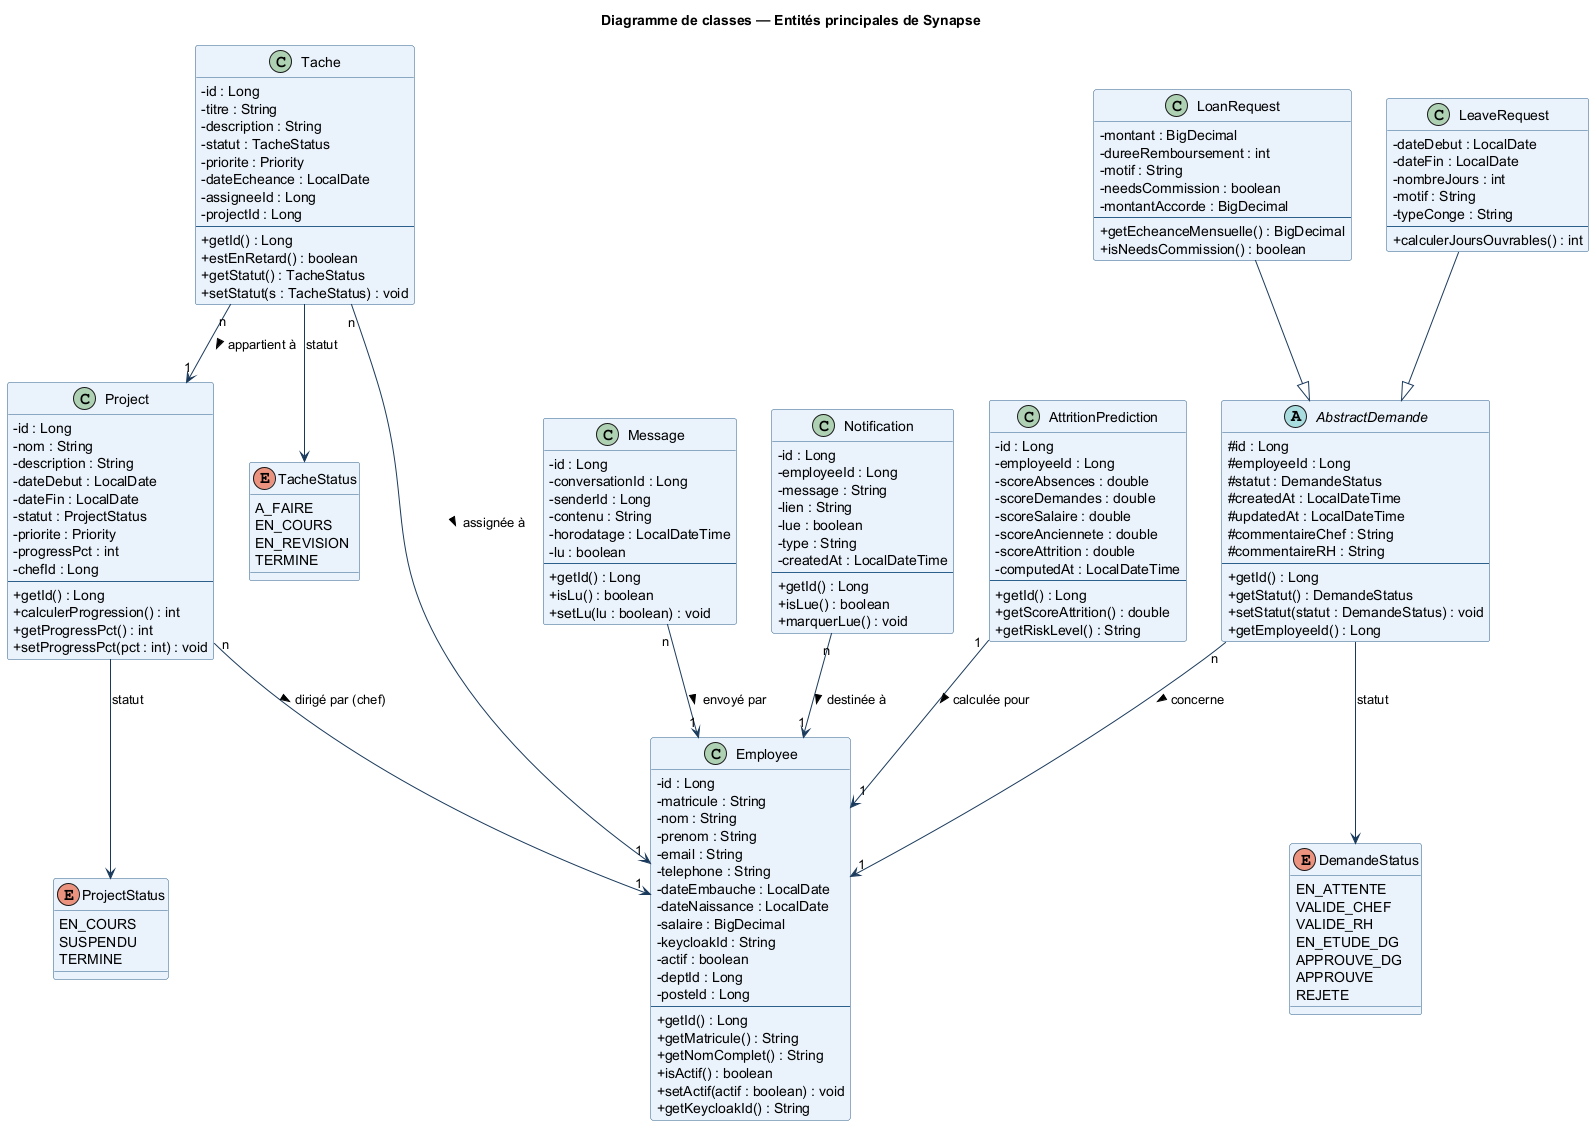 Diagramme de classes — Entités principales de Synapse
C Tache
-id : Long
-titre : String
-description : String
-statut : TacheStatus
-priorite : Priority
-dateEcheance : LocalDate
-assigneeId : Long
-projectId : Long
+getId() : Long
+estEnRetard() : boolean
+getStatut() : TacheStatus
+setStatut(s : TacheStatus) : void
C LoanRequest
-montant : BigDecimal
-dureeRemboursement : int
-motif : String
-needsCommission : boolean
-montantAccorde : BigDecimal
+getEcheanceMensuelle() : BigDecimal
+isNeedsCommission() : boolean
C LeaveRequest
-dateDebut : LocalDate
-dateFin : LocalDate
-nombreJours : int
-motif : String
-typeConge : String
+calculerJoursOuvrables() : int
n
appartient à
1
statut
n
assignée à
1
C Project
-id : Long
-nom : String
-description : String
-dateDebut : LocalDate
-dateFin : LocalDate
-statut : ProjectStatus
-priorite : Priority
-progressPct : int
-chefId : Long
+getId() : Long
+calculerProgression() : int
+getProgressPct() : int
+setProgressPct(pct : int) : void
E TacheStatus
A_FAIRE
EN_COURS
EN_REVISION
TERMINE
C Message
-id : Long
-conversationId : Long
-senderId : Long
-contenu : String
-horodatage : LocalDateTime
-lu : boolean
+getId() : Long
+isLu() : boolean
+setLu(lu : boolean) : void
C Notification
-id : Long
-employeeId : Long
-message : String
-lien : String
-lue : boolean
-type : String
-createdAt : LocalDateTime
+getId() : Long
+isLue() : boolean
+marquerLue() : void
C AttritionPrediction
-id : Long
-employeeId : Long
-scoreAbsences : double
-scoreDemandes : double
-scoreSalaire : double
-scoreAnciennete : double
-scoreAttrition : double
-computedAt : LocalDateTime
+getId() : Long
+getScoreAttrition() : double
+getRiskLevel() : String
A AbstractDemande
#id : Long
#employeeId : Long
#statut : DemandeStatus
#createdAt : LocalDateTime
#updatedAt : LocalDateTime
#commentaireChef : String
#commentaireRH : String
+getId() : Long
+getStatut() : DemandeStatus
+setStatut(statut : DemandeStatus) : void
+getEmployeeId() : Long
statut
n
dirigé par (chef)
1
n
envoyé par
1
n
destinée à
1
1
calculée pour
1
n
concerne
1
statut
E ProjectStatus
EN_COURS
SUSPENDU
TERMINE
C Employee
-id : Long
-matricule : String
-nom : String
-prenom : String
-email : String
-telephone : String
-dateEmbauche : LocalDate
-dateNaissance : LocalDate
-salaire : BigDecimal
-keycloakId : String
-actif : boolean
-deptId : Long
-posteId : Long
+getId() : Long
+getMatricule() : String
+getNomComplet() : String
+isActif() : boolean
+setActif(actif : boolean) : void
+getKeycloakId() : String
E DemandeStatus
EN_ATTENTE
VALIDE_CHEF
VALIDE_RH
EN_ETUDE_DG
APPROUVE_DG
APPROUVE
REJETE